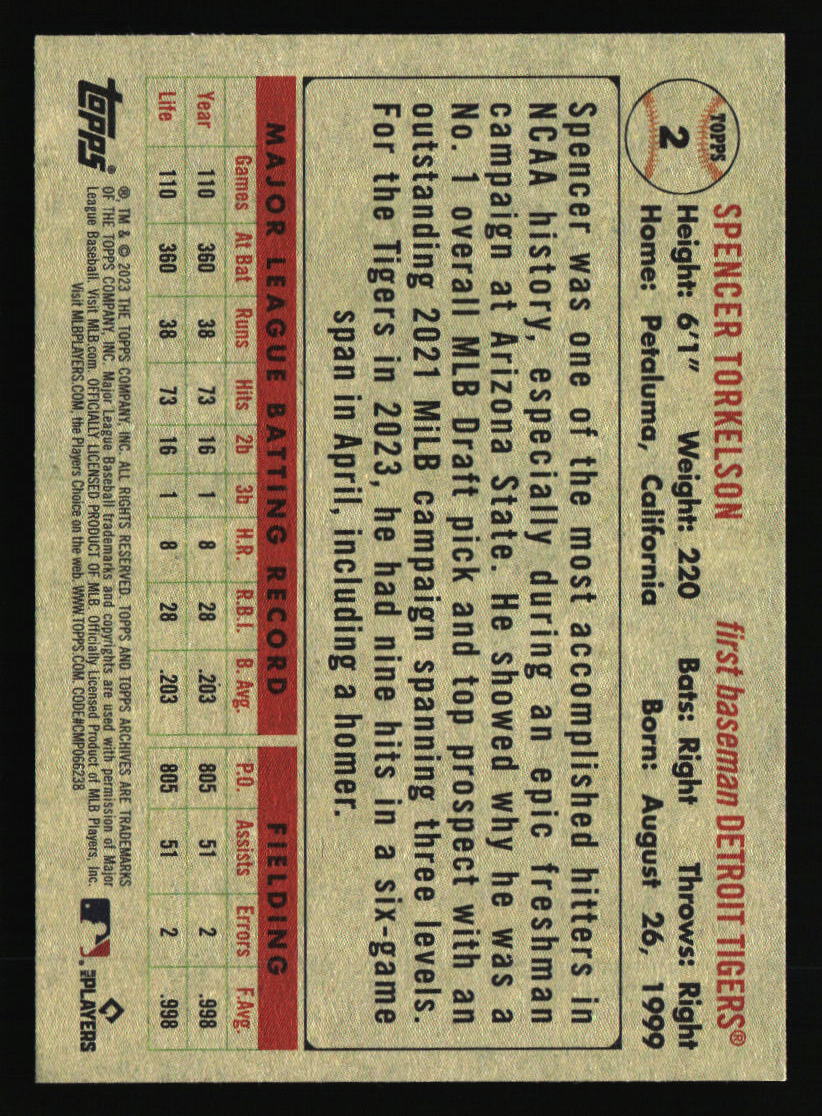 TOPPS
2
SPENCER TORKELSON first baseman DETROIT TIGERS®
Height: 6'1" Weight: 220 Bats: Right Throws: Right
Home: Petaluma, California Born: August 26, 1999
Spencer was one of the most accomplished hitters in
NCAA history, especially during an epic freshman
campaign at Arizona State. He showed why he was a
No. 1 overall MLB Draft pick and top prospect with an
outstanding 2021 MiLB campaign spanning three levels.
For the Tigers in 2023, he had nine hits in a six-game
span in April, including a homer.
MAJOR LEAGUE BATTING RECORD FIELDING
Games At Bat Runs Hits 2b 3b H.R. R.B.I. B. Avg. P.O. Assists Errors F. Avg.
Year 110 360 38 73 16 1 8 28 .203 805 51 2 .998
Life 110 360 38 73 16 1 8 28 .203 805 51 2 .998
topps®
®, TM & © 2023 THE TOPPS COMPANY, INC. ALL RIGHTS RESERVED. TOPPS AND TOPPS ARCHIVES ARE TRADEMARKS
OF THE TOPPS COMPANY, INC. Major League Baseball trademarks and copyrights are used with permission of Major
League Baseball. Visit MLB.com. OFFICIALLY LICENSED PRODUCT OF MLB Officially Licensed Product of MLB Players, Inc.
Visit MLBPLAYERS.COM, the Players Choice on the web. WWW.TOPPS.COM. CODE#CMP066238
MLB PLAYERS